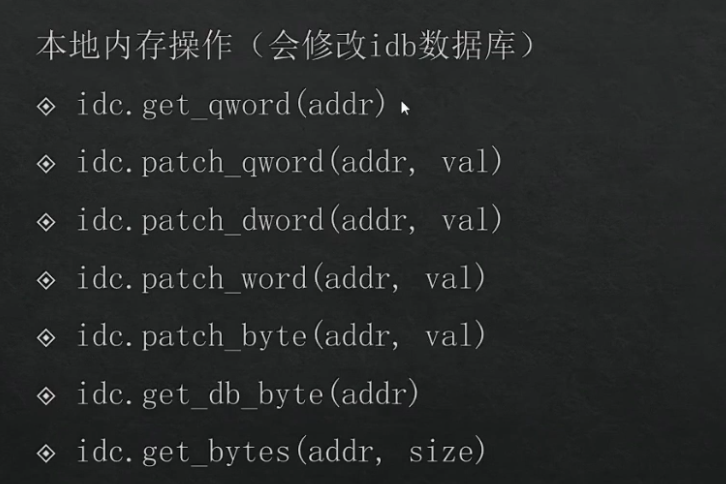 本地内存操作（会修改idb数据库）
idc.get_qword(addr)
idc.patch_qword(addr, val)
idc.patch_dword(addr, val)
idc.patch_word(addr, val)
idc.patch_byte(addr, val)
idc.get_db_byte(addr)
idc.get_bytes(addr, size)